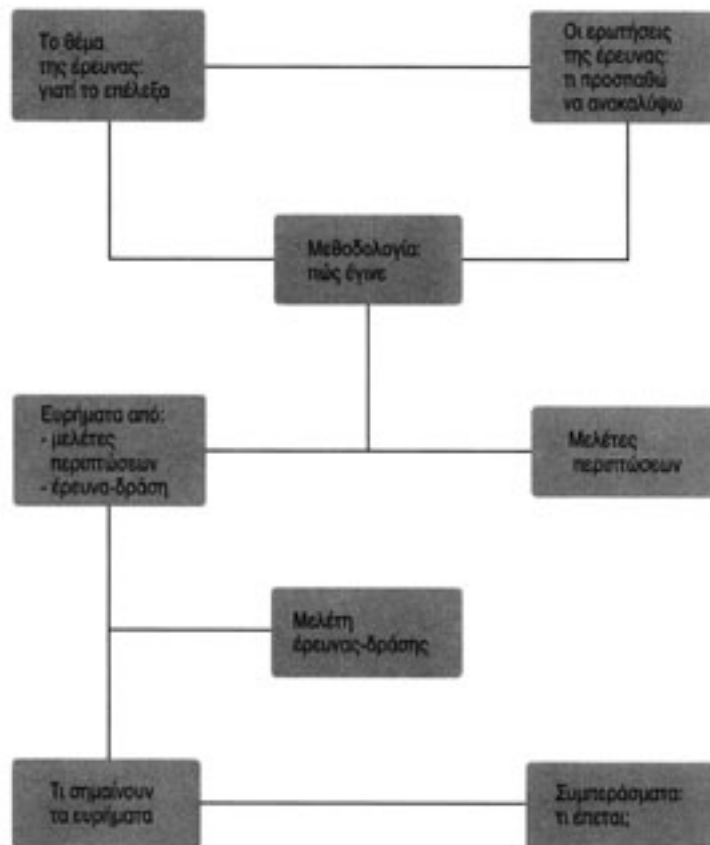 Το θέμα
της έρευνας:
γιατί το επέλεξα
Οι ερωτήσεις
της έρευνας:
τι προσπαθώ
να ανακαλύψω
Μεθοδολογία:
πώς έγινε
Ευρήματα από:
- μελέτες
περιπτώσεων
- έρευνα-δράση
Μελέτες
περιπτώσεων
Μελέτη
έρευνας-δράσης
Τι σημαίνουν
τα ευρήματα
Συμπεράσματα:
τι έπεται;